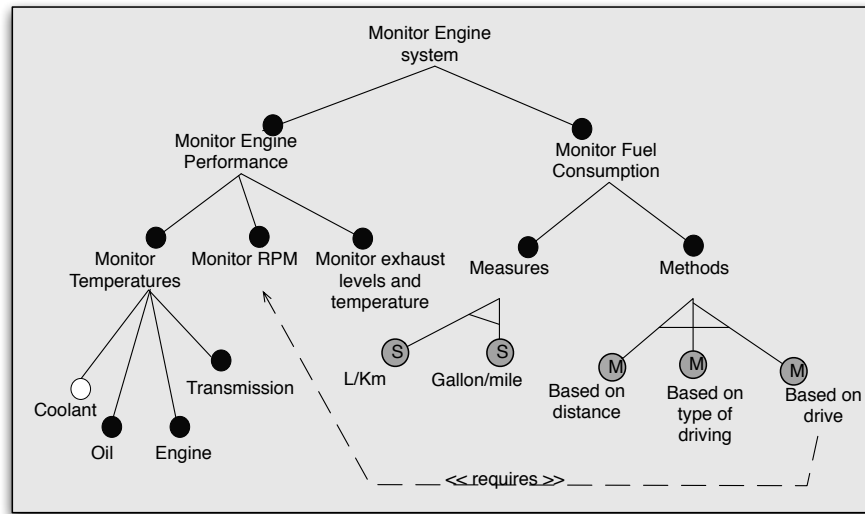 Monitor Engine
system
Monitor Engine
Performance
Monitor Fuel
Consumption
Monitor
Temperatures
Monitor RPM
Monitor exhaust
levels and
temperature
Measures
Methods
S
L/Km
S
Gallon/mile
M
Based on
distance
M
Based on
type of
driving
M
Based on
drive
Transmission
Coolant
Oil
Engine
<< requires >>